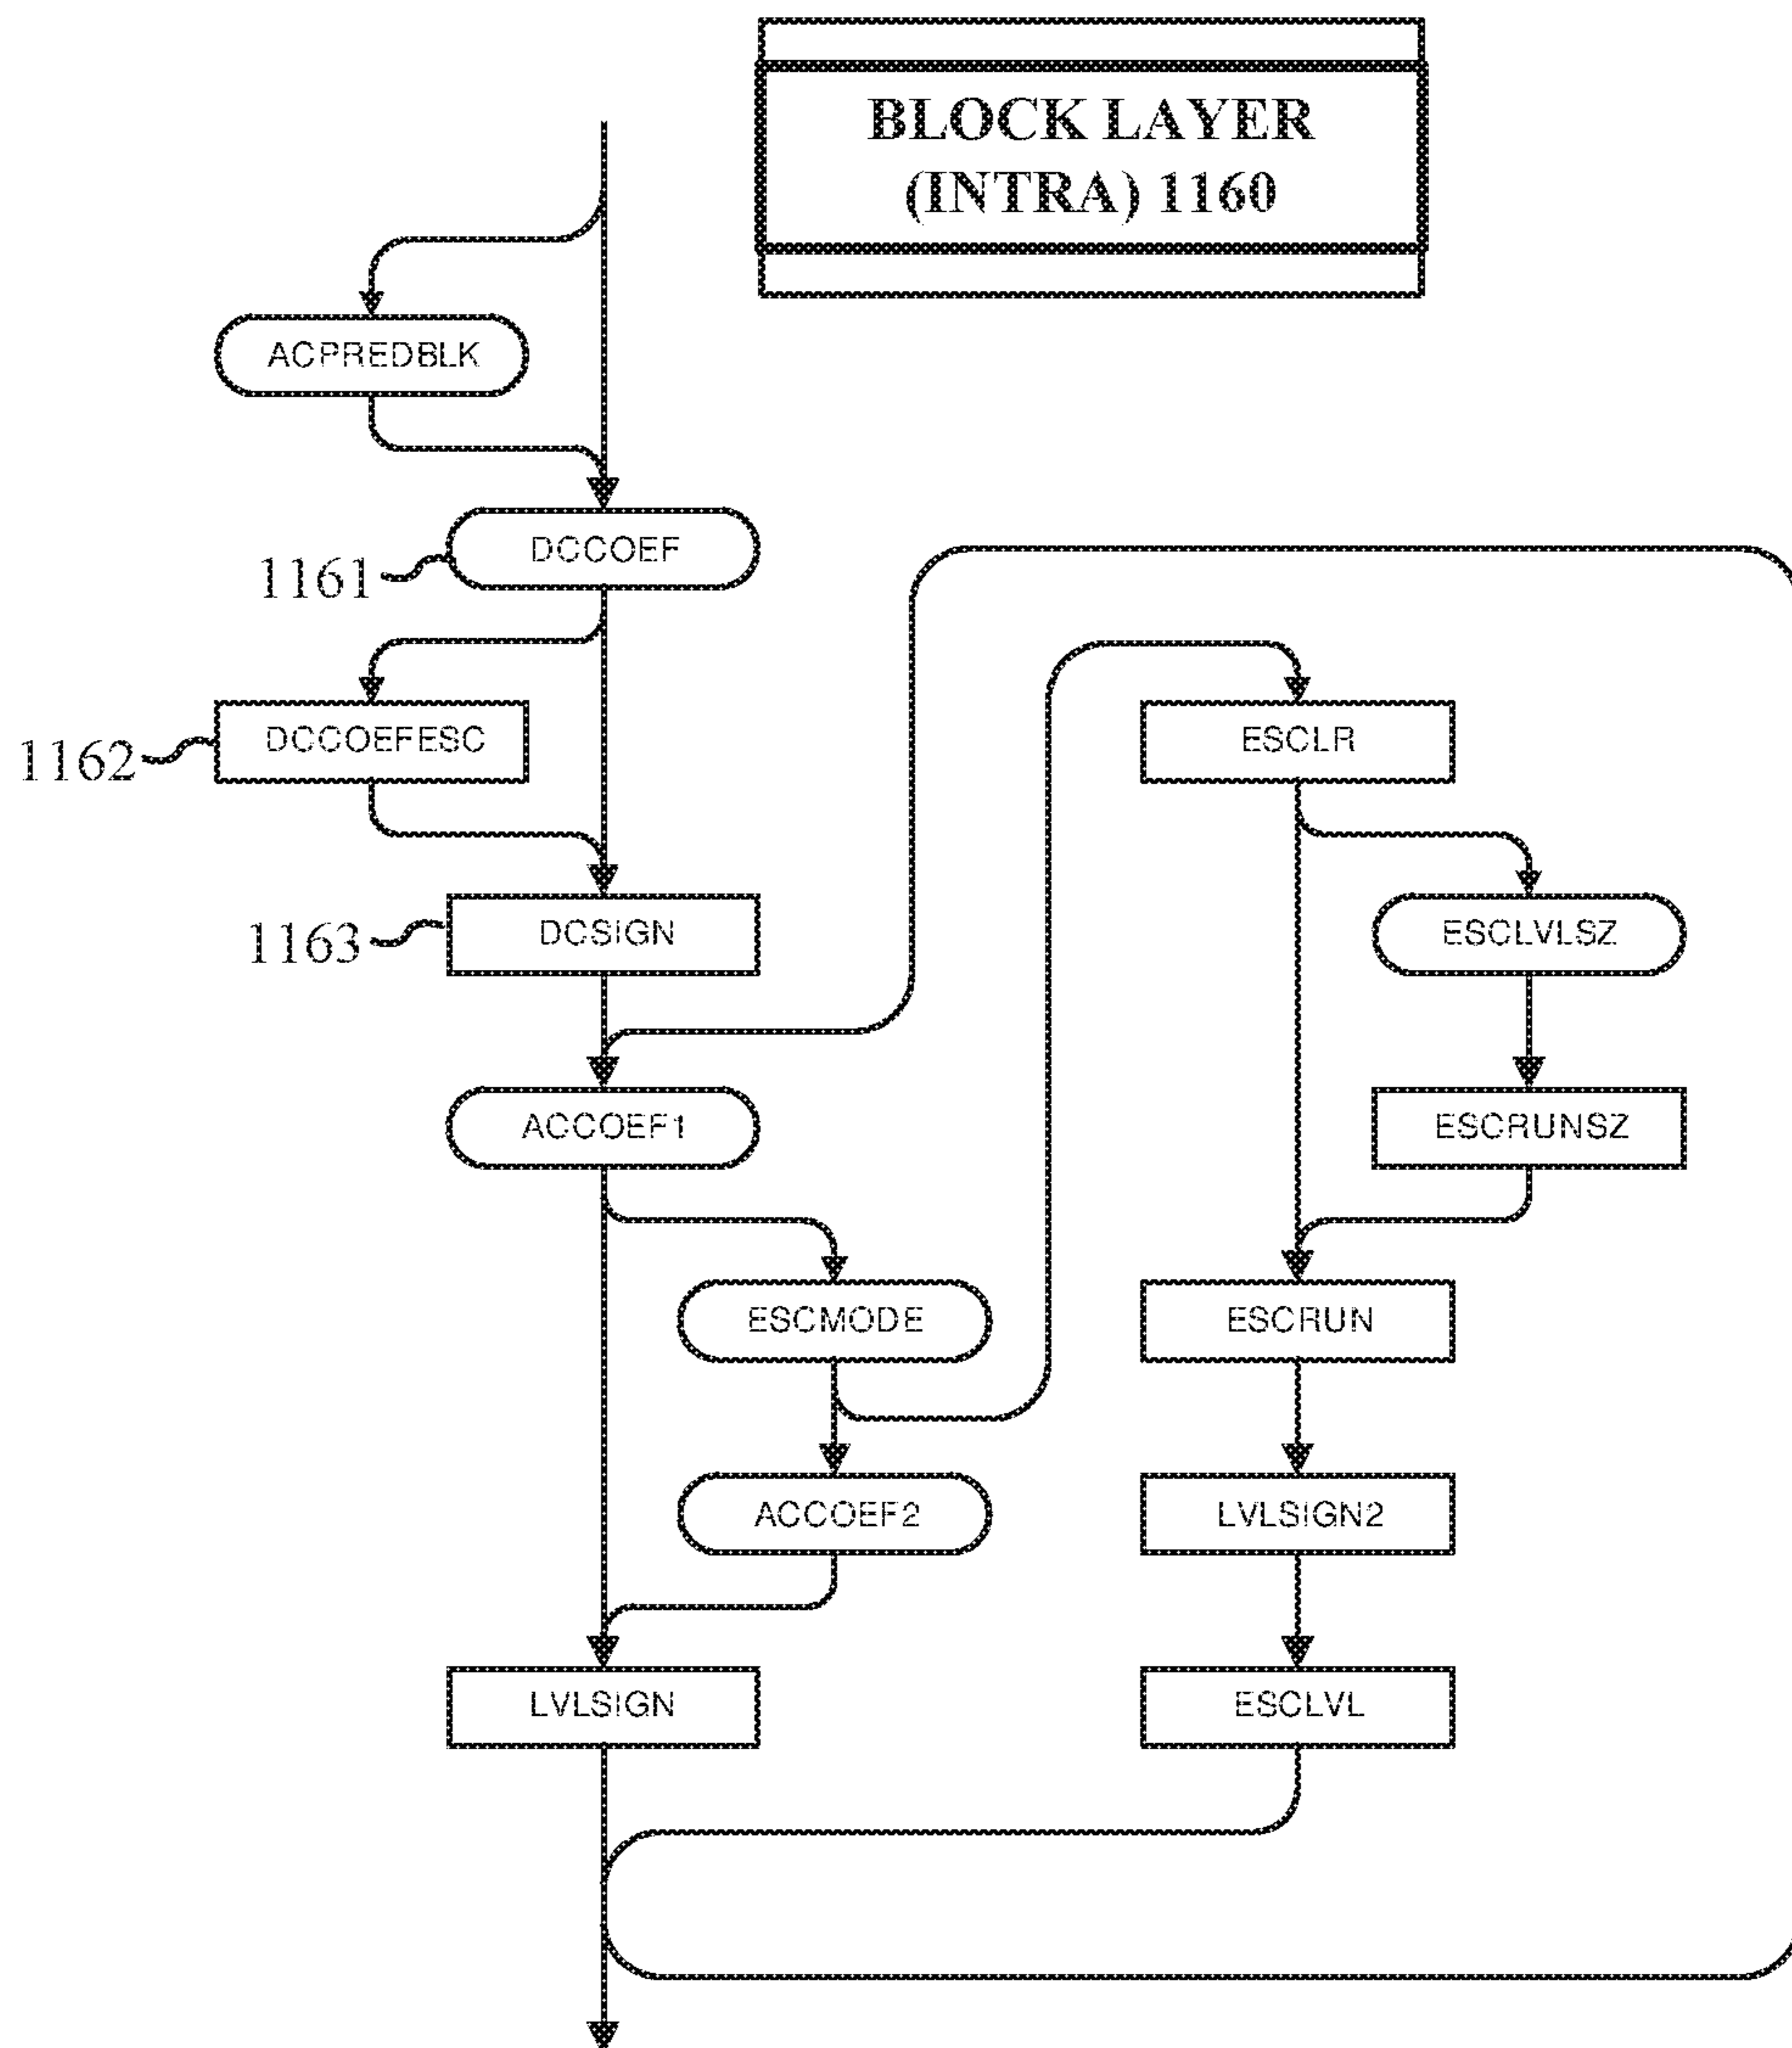 BLOCK LAYER
(INTRA) 1160
ACPREDBLK
DCCOEF
1161
DCCOEFESC
1162
ESCLR
DCSIGN
1163
ESCLVLSZ
ACCOEF1
ESCRUNSZ
ESCMODE
ESCRUN
ACCOEF2
LVLSIGN2
LVLSIGN
ESCLVL